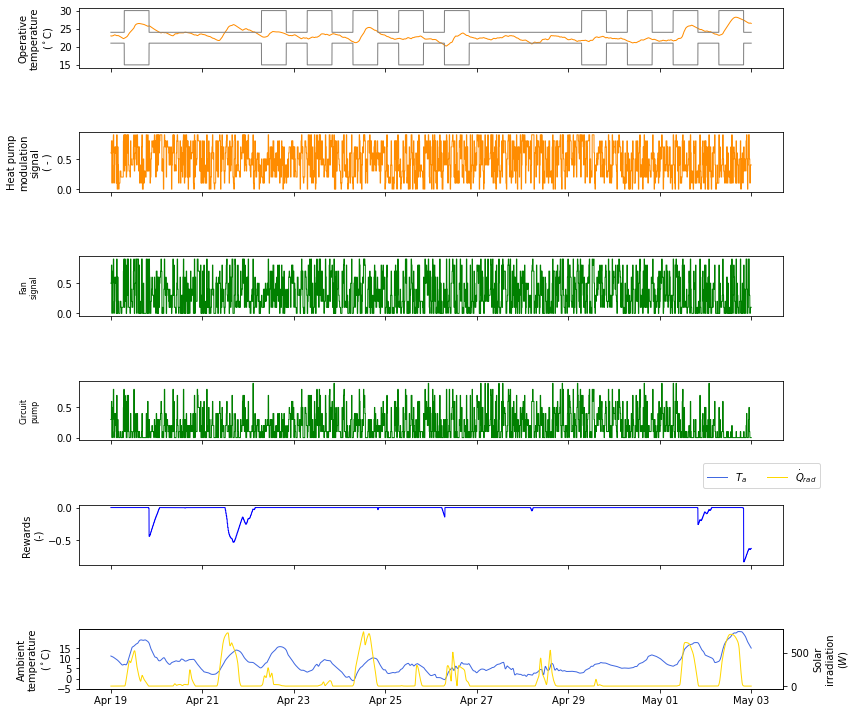 Operative
temperature
(°C)
30
25
20
15
Heat pump
modulation
signal
( - )
0.5
0.0
Fan
signal
0.5
0.0
Circuit
pump
0.5
0.0
T_a
Q̇_rad
Rewards
(-)
0.0
−0.5
Ambient
temperature
(°C)
15
10
5
0
−5
500
0
Solar
irradiation
(W)
Apr 19 Apr 21 Apr 23 Apr 25 Apr 27 Apr 29 May 01 May 03